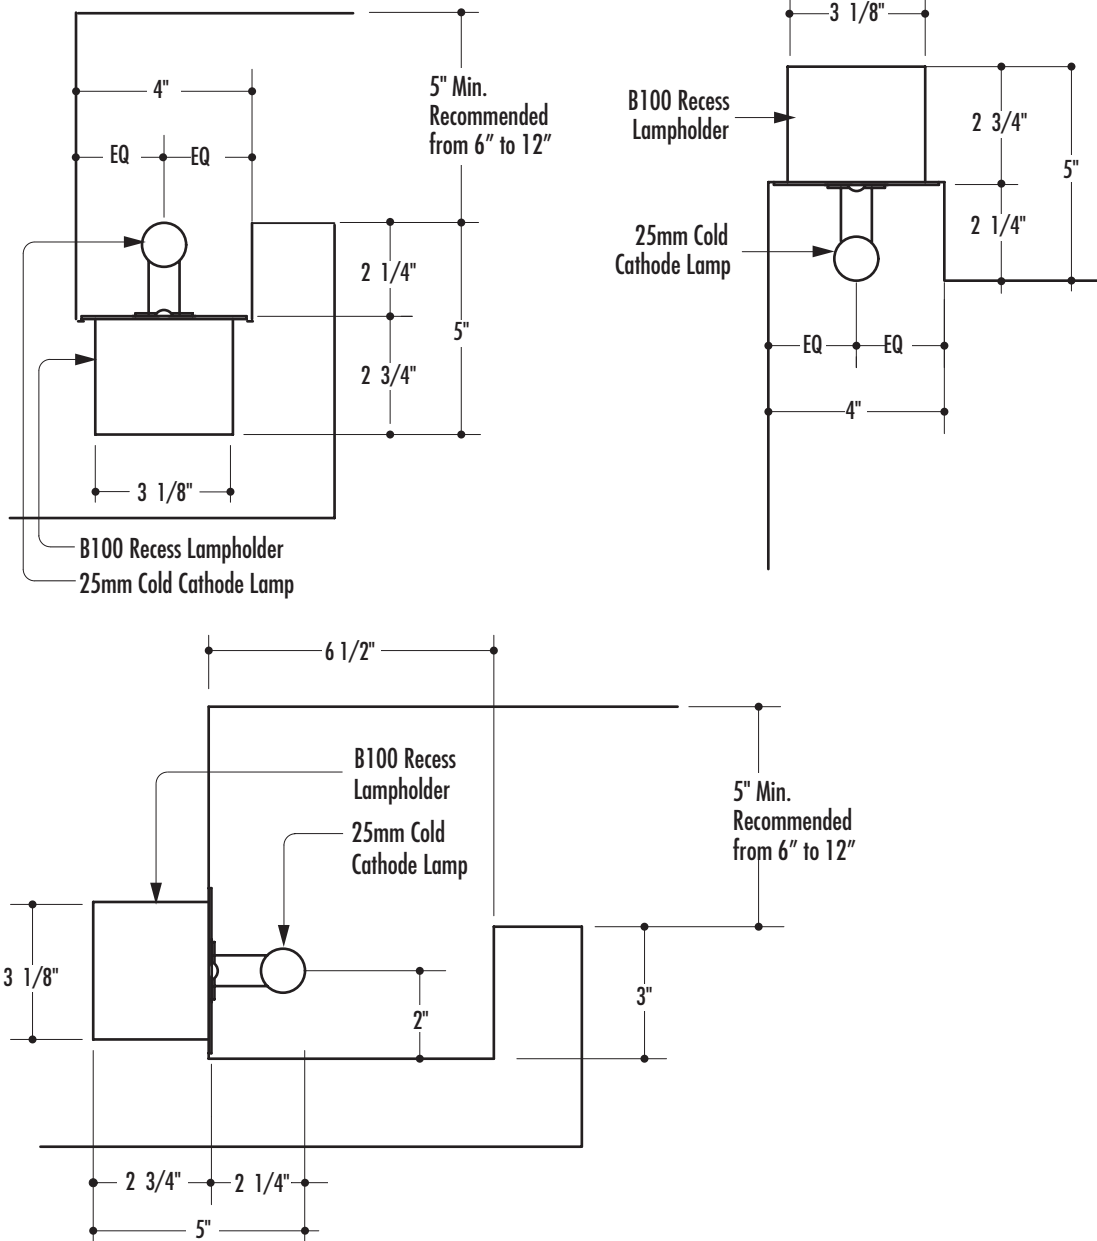 4"
EQ
EQ
5" Min.
Recommended
from 6” to 12”
2 1/4"
5"
2 3/4"
3 1/8"
B100 Recess Lampholder
25mm Cold Cathode Lamp
3 1/8"
B100 Recess
Lampholder
2 3/4"
5"
2 1/4"
25mm Cold
Cathode Lamp
EQ
EQ
4"
6 1/2"
B100 Recess
Lampholder
25mm Cold
Cathode Lamp
5" Min.
Recommended
from 6” to 12”
3 1/8"
2"
3"
2 3/4"
2 1/4"
5"